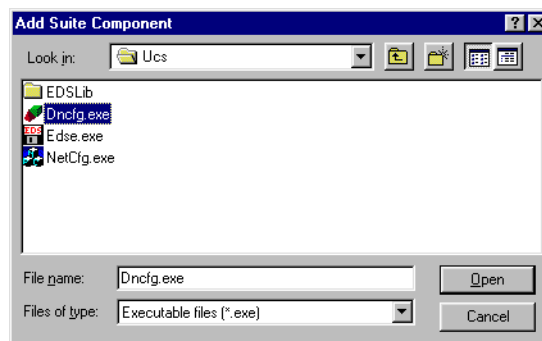 Add Suite Component
Look in: Ucs
EDSLib
Dncfg.exe
EDS
Edse.exe
NetCfg.exe
File name: Dncfg.exe Open
Files of type: Executable files (*.exe) Cancel